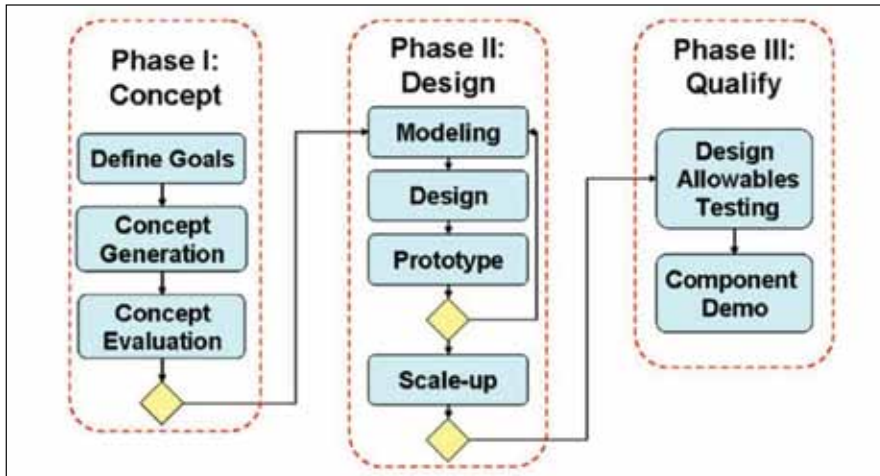 Phase I:
Concept
Define Goals
Concept
Generation
Concept
Evaluation
Phase II:
Design
Modeling
Design
Prototype
Scale-up
Phase III:
Qualify
Design
Allowables
Testing
Component
Demo